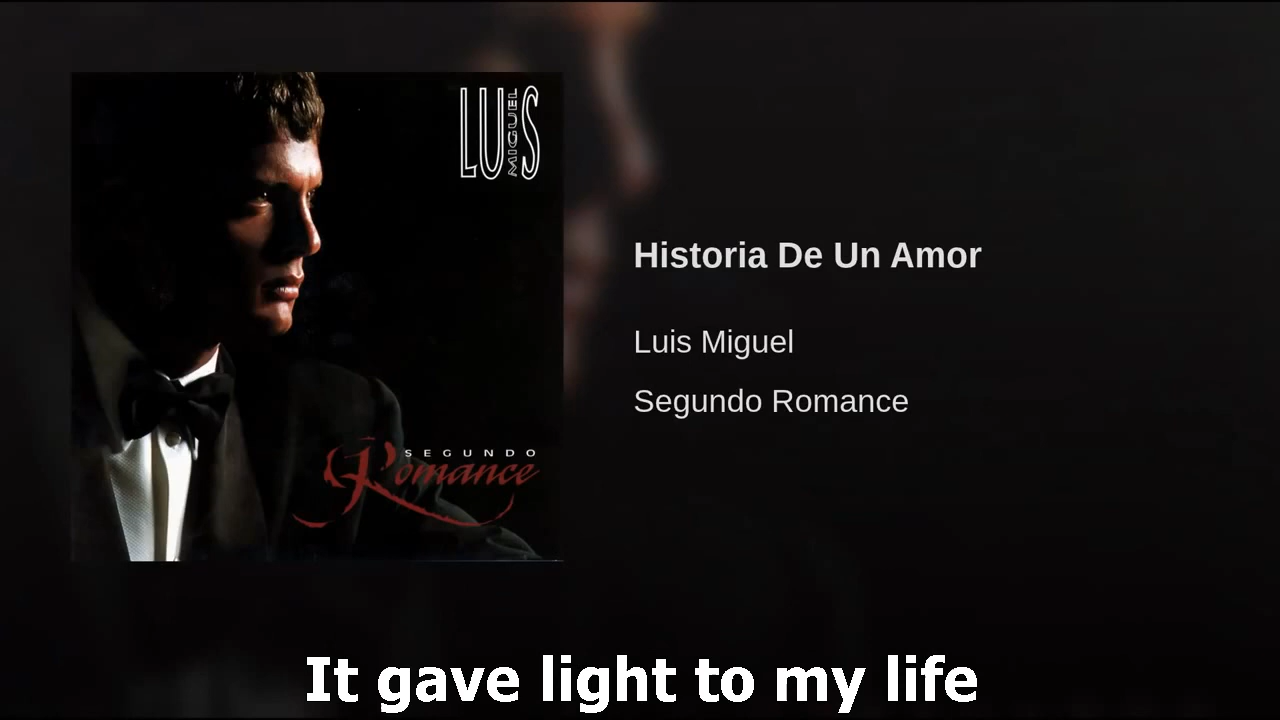 LUIS
MIGUEL
SEGUNDO
Romance
Historia De Un Amor
Luis Miguel
Segundo Romance
It gave light to my life